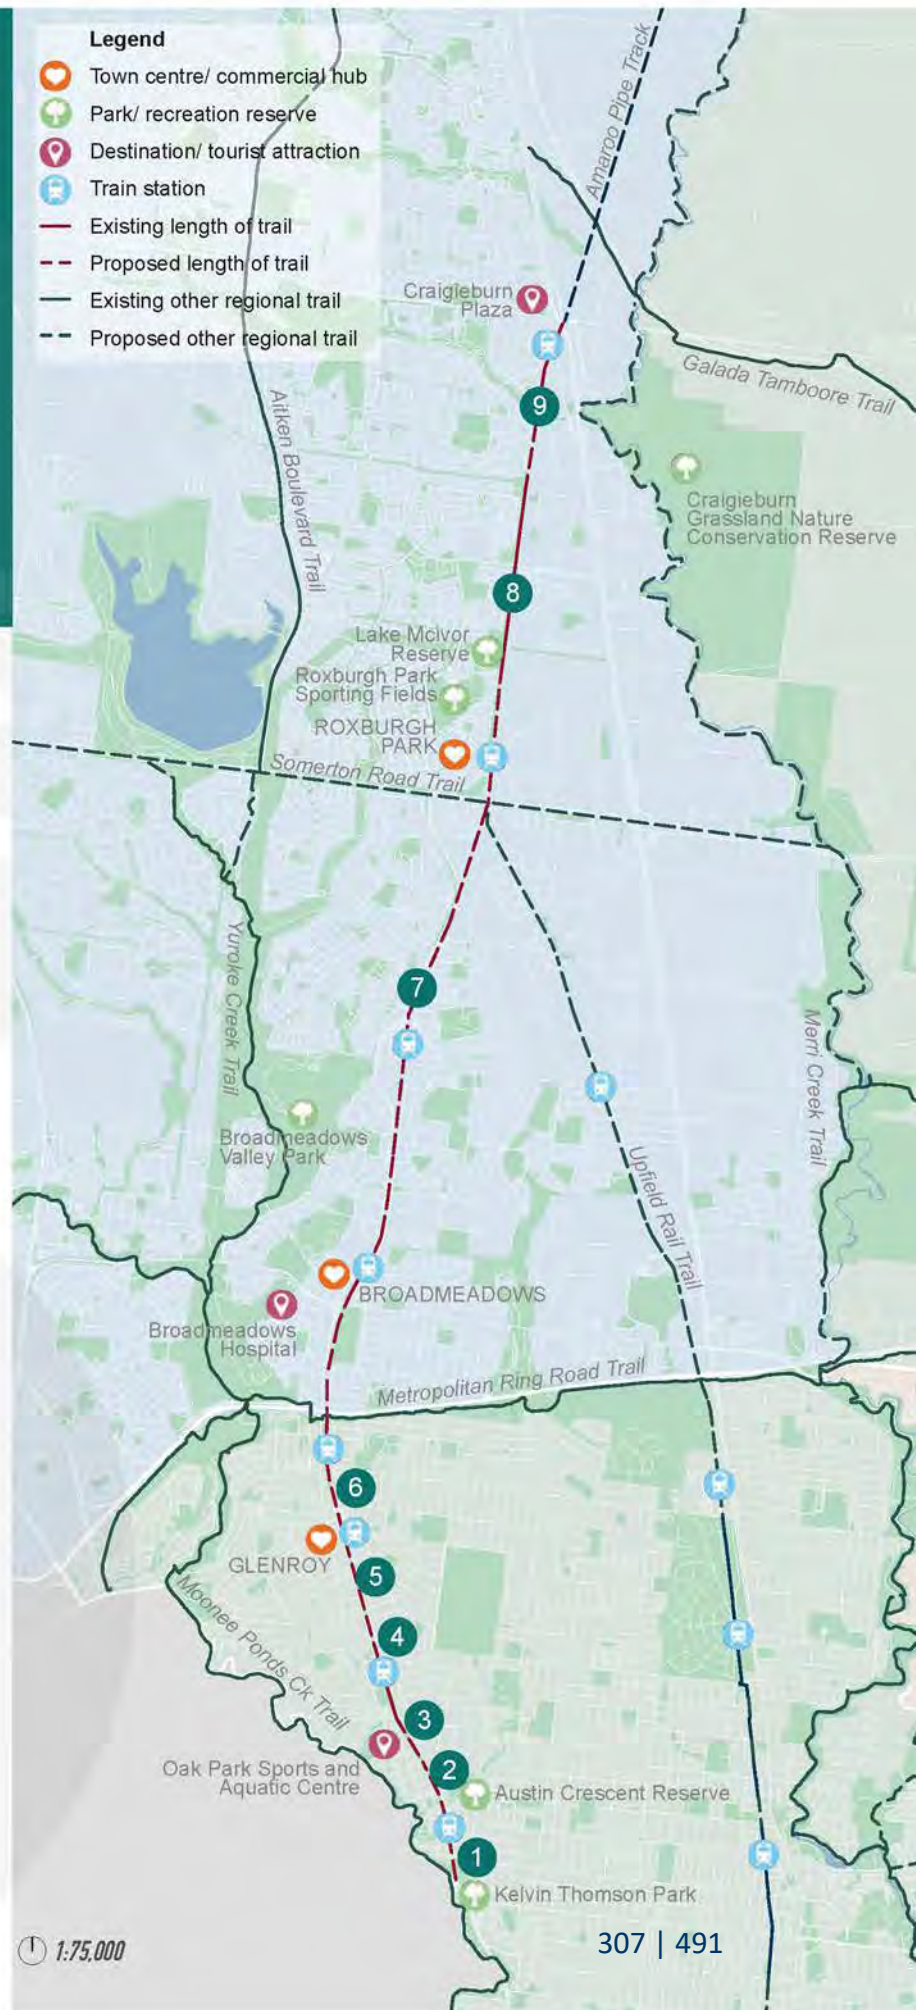 Legend
Town centre/ commercial hub
Park/ recreation reserve
Destination/ tourist attraction
Train station
Existing length of trail
Proposed length of trail
Existing other regional trail
Proposed other regional trail
Amaroo Pipe Track
Craigieburn
Plaza
Galada Tamboore Trail
9
Aitken Boulevard Trail
Craigieburn
Grassland Nature
Conservation Reserve
8
Lake McIvor
Reserve
Roxburgh Park
Sporting Fields
ROXBURGH
PARK
Somerton Road Trail
Yuroke Creek Trail
7
Merri Creek Trail
Broadmeadows
Valley Park
Upfield Rail Trail
BROADMEADOWS
Broadmeadows
Hospital
Metropolitan Ring Road Trail
6
GLENROY
5
Moonee Ponds Ck Trail
4
3
Oak Park Sports and
Aquatic Centre
2
Austin Crescent Reserve
1
Kelvin Thomson Park
1:75,000
307 | 491